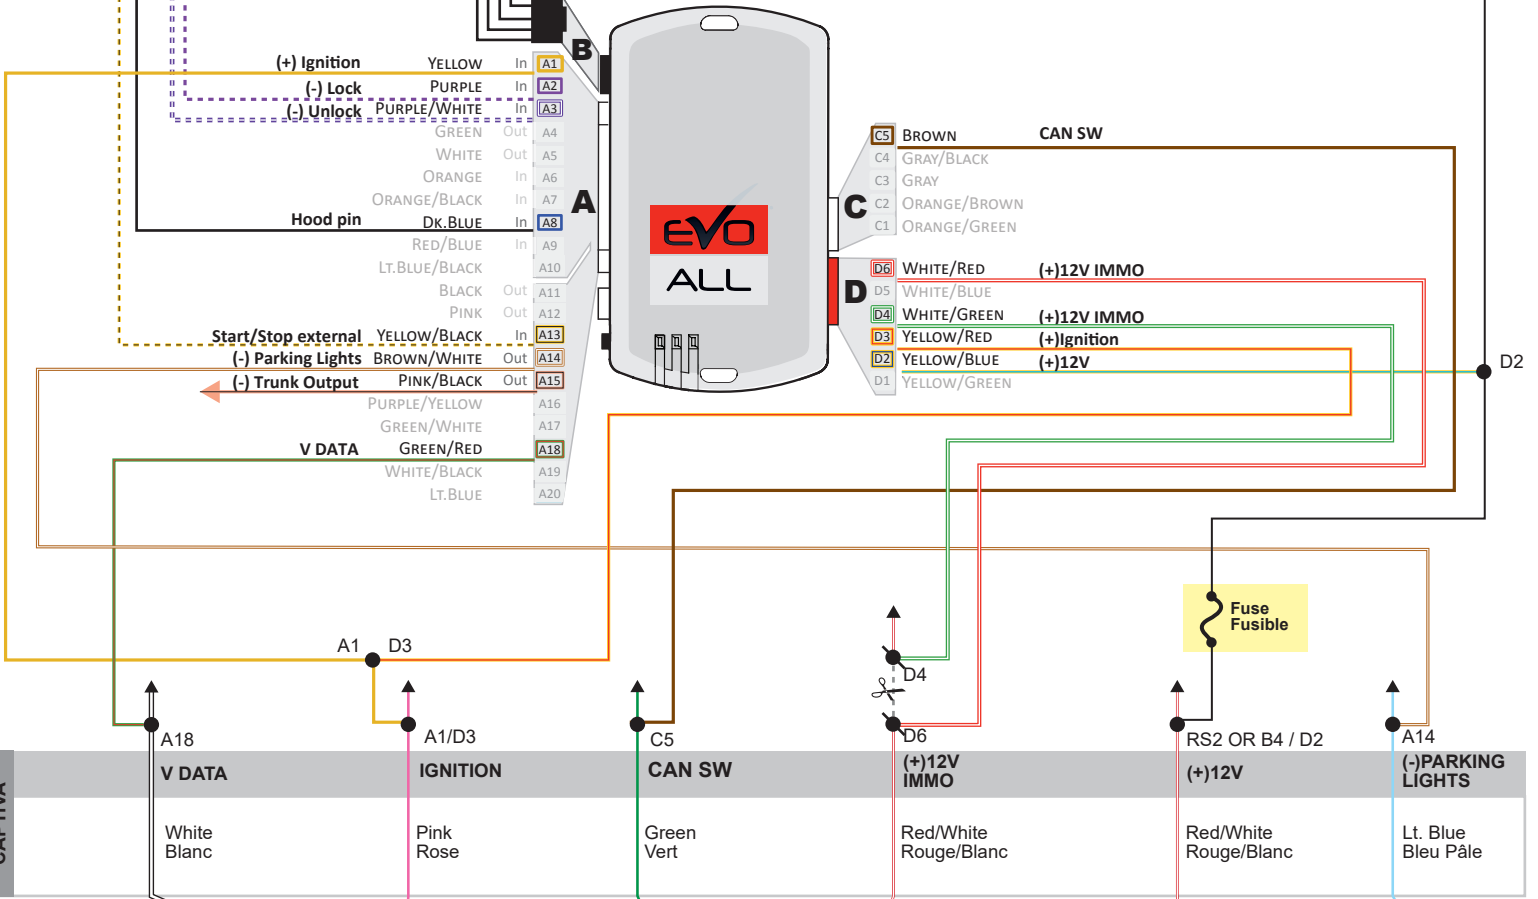 B
(+) Ignition YELLOW In A1
(-) Lock PURPLE In A2
(-) Unlock PURPLE/WHITE In A3
GREEN Out A4
WHITE Out A5
ORANGE In A6
ORANGE/BLACK In A7
A
Hood pin DK.BLUE In A8
RED/BLUE In A9
LT.BLUE/BLACK A10
BLACK Out A11
PINK Out A12
Start/Stop external YELLOW/BLACK In A13
(-) Parking Lights BROWN/WHITE Out A14
(-) Trunk Output PINK/BLACK Out A15
PURPLE/YELLOW A16
GREEN/WHITE A17
V DATA GREEN/RED A18
WHITE/BLACK A19
LT.BLUE A20
EVO
ALL
1 1 1
C5 BROWN CAN SW
C4 GRAY/BLACK
C3 GRAY
C
C2 ORANGE/BROWN
C1 ORANGE/GREEN
D6 WHITE/RED (+)12V IMMO
D
D5 WHITE/BLUE
D4 WHITE/GREEN (+)12V IMMO
D3 YELLOW/RED (+)Ignition
D2 YELLOW/BLUE (+)12V
D1 YELLOW/GREEN
D2
Fuse
Fusible
A1 D3
D4
A18
A1/D3
C5
D6
RS2 OR B4 / D2
A14
CAPTIVA
V DATA
IGNITION
CAN SW
(+)12V
IMMO
(+)12V
(-)PARKING
LIGHTS
White
Blanc
Pink
Rose
Green
Vert
Red/White
Rouge/Blanc
Red/White
Rouge/Blanc
Lt. Blue
Bleu Pâle